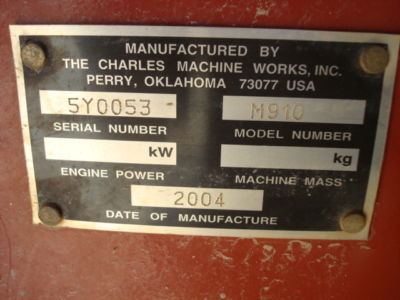 MANUFACTURED BY
THE CHARLES MACHINE WORKS, INC.
PERRY, OKLAHOMA 73077 USA
5Y0053 M910
SERIAL NUMBER MODEL NUMBER
kW kg
ENGINE POWER MACHINE MASS
2004
DATE OF MANUFACTURE